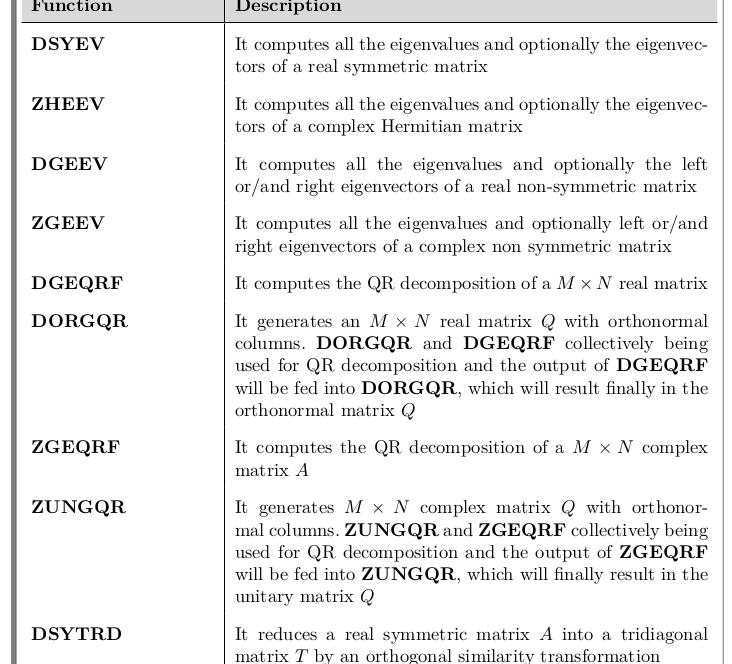 Function Description
DSYEV It computes all the eigenvalues and optionally the eigenvec-
tors of a real symmetric matrix
ZHEEV It computes all the eigenvalues and optionally the eigenvec-
tors of a complex Hermitian matrix
DGEEV It computes all the eigenvalues and optionally the left
or/and right eigenvectors of a real non-symmetric matrix
ZGEEV It computes all the eigenvalues and optionally left or/and
right eigenvectors of a complex non symmetric matrix
DGEQRF It computes the QR decomposition of a M × N real matrix
DORGQR It generates an M × N real matrix Q with orthonormal
columns. DORGQR and DGEQRF collectively being
used for QR decomposition and the output of DGEQRF
will be fed into DORGQR, which will result finally in the
orthonormal matrix Q
ZGEQRF It computes the QR decomposition of a M × N complex
matrix A
ZUNGQR It generates M × N complex matrix Q with orthonor-
mal columns. ZUNGQR and ZGEQRF collectively being
used for QR decomposition and the output of ZGEQRF
will be fed into ZUNGQR, which will finally result in the
unitary matrix Q
DSYTRD It reduces a real symmetric matrix A into a tridiagonal
matrix T by an orthogonal similarity transformation